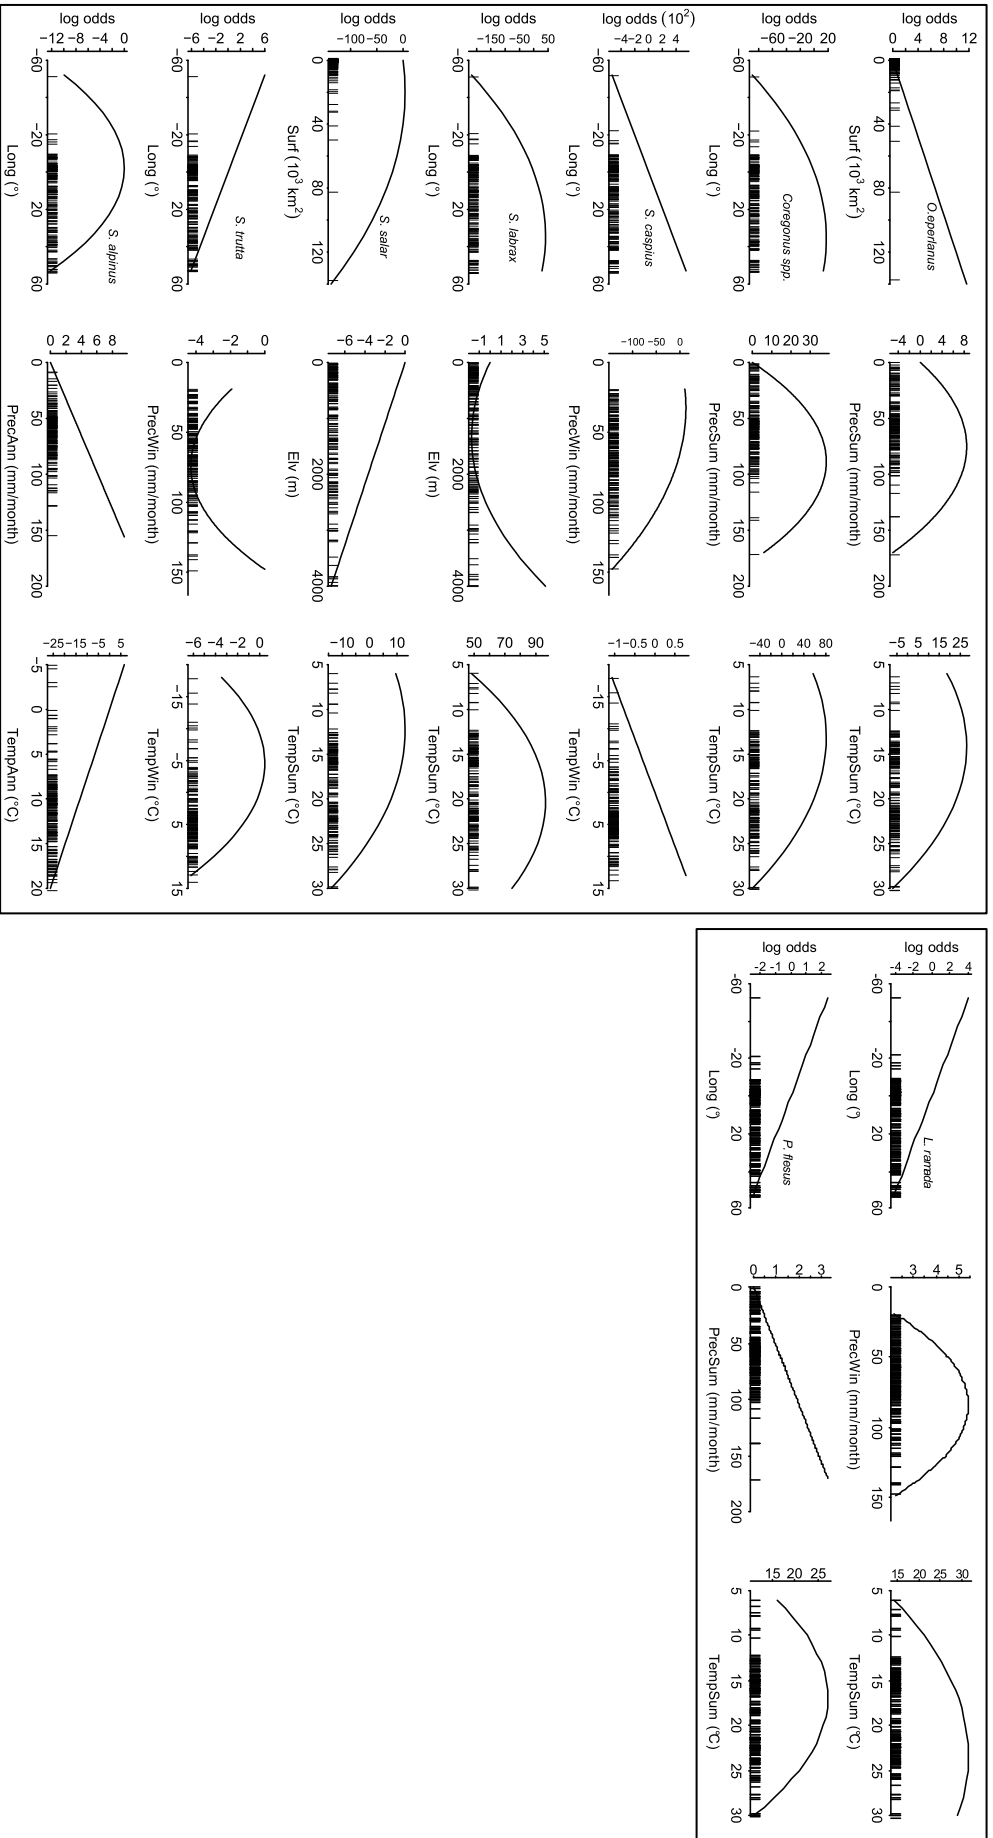 log odds
0 4 8 12
0 40 80 120
Surf (10³ km²)
O.eperlanus
−4 0 4 8
0 50 100 150 200
PrecSum (mm/month)
−5 5 15 25
5 10 15 20 25 30
TempSum (°C)
log odds
−60 −20 20
−60 −20 20 60
Long (°)
Coregonus spp.
0 10 20 30
0 50 100 150 200
PrecSum (mm/month)
−40 0 40 80
5 10 15 20 25 30
TempSum (°C)
log odds (10²)
−4 −2 0 2 4
−60 −20 20 60
Long (°)
S. caspius
−100 −50 0
0 50 100 150
PrecWin (mm/month)
−1 −0.5 0 0.5
−15 −5 5 15
TempWin (°C)
log odds
−150 −50 50
−60 −20 20 60
Long (°)
S. labrax
−1 1 3 5
0 2000 4000
Elv (m)
50 70 90
5 10 15 20 25 30
TempSum (°C)
log odds
−100 −50 0
0 40 80 120
Surf (10³ km²)
S. salar
−6 −4 −2 0
0 2000 4000
Elv (m)
−10 0 10
5 10 15 20 25 30
TempSum (°C)
log odds
−6 −2 2 6
−60 −20 20 60
Long (°)
S. trutta
−4 −2 0
0 50 100 150
PrecWin (mm/month)
−6 −4 −2 0
−15 −5 5 15
TempWin (°C)
log odds
−12 −8 −4 0
−60 −20 20 60
Long (°)
S. alpinus
0 2 4 6 8
0 50 100 150 200
PrecAnn (mm/month)
−25 −15 −5 5
−5 0 5 10 15 20
TempAnn (°C)
log odds
−4 −2 0 2 4
−60 −20 20 60
Long (°)
L. ramada
3 4 5
0 50 100 150
PrecWin (mm/month)
15 20 25 30
5 10 15 20 25 30
TempSum (°C)
log odds
−2 −1 0 1 2
−60 −20 20 60
Long (°)
P. flesus
0 1 2 3
0 50 100 150 200
PrecSum (mm/month)
15 20 25
5 10 15 20 25 30
TempSum (°C)